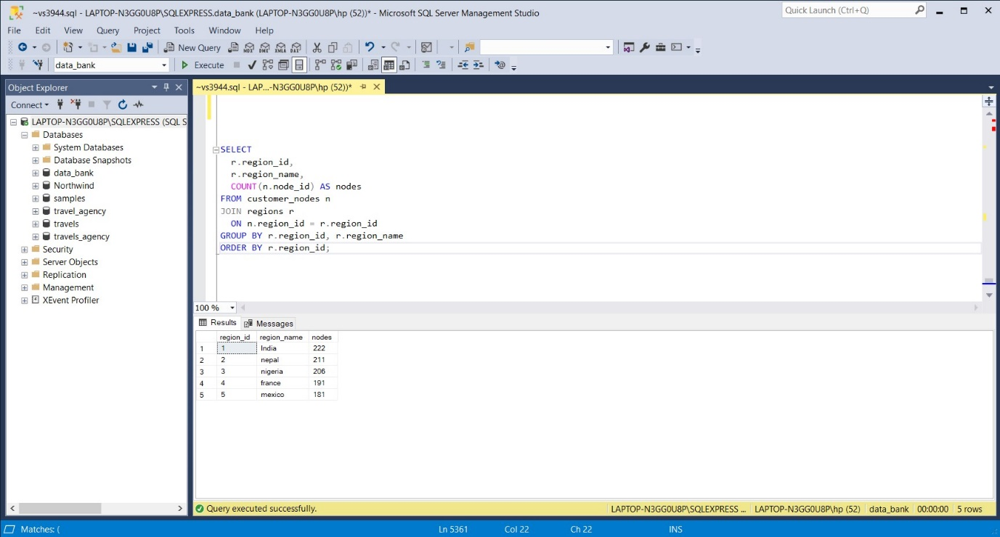 ~vs3944.sql - LAPTOP-N3GG0U8P\SQLEXPRESS.data_bank (LAPTOP-N3GG0U8P\hp (52))* - Microsoft SQL Server Management Studio
Quick Launch (Ctrl+Q)
File Edit View Query Project Tools Window Help
New Query
MDX DMX XMLA DAX
data_bank
Execute
Object Explorer
~vs3944.sql - LAP...-N3GG0U8P\hp (52))*
Connect
LAPTOP-N3GG0U8P\SQLEXPRESS (SQL S
Databases
System Databases
Database Snapshots
data_bank
Northwind
samples
travel_agency
travels
travels_agency
Security
Server Objects
Replication
Management
XEvent Profiler
SELECT
r.region_id,
r.region_name,
COUNT(n.node_id) AS nodes
FROM customer_nodes n
JOIN regions r
ON n.region_id = r.region_id
GROUP BY r.region_id, r.region_name
ORDER BY r.region_id;
100 %
Results Messages
region_id region_name nodes
1 1 India 222
2 2 nepal 211
3 3 nigeria 206
4 4 france 191
5 5 mexico 181
Query executed successfully.
LAPTOP-N3GG0U8P\SQLEXPRESS ... LAPTOP-N3GG0U8P\hp (52) data_bank 00:00:00 5 rows
Matches: (
Ln 5361 Col 22 Ch 22 INS